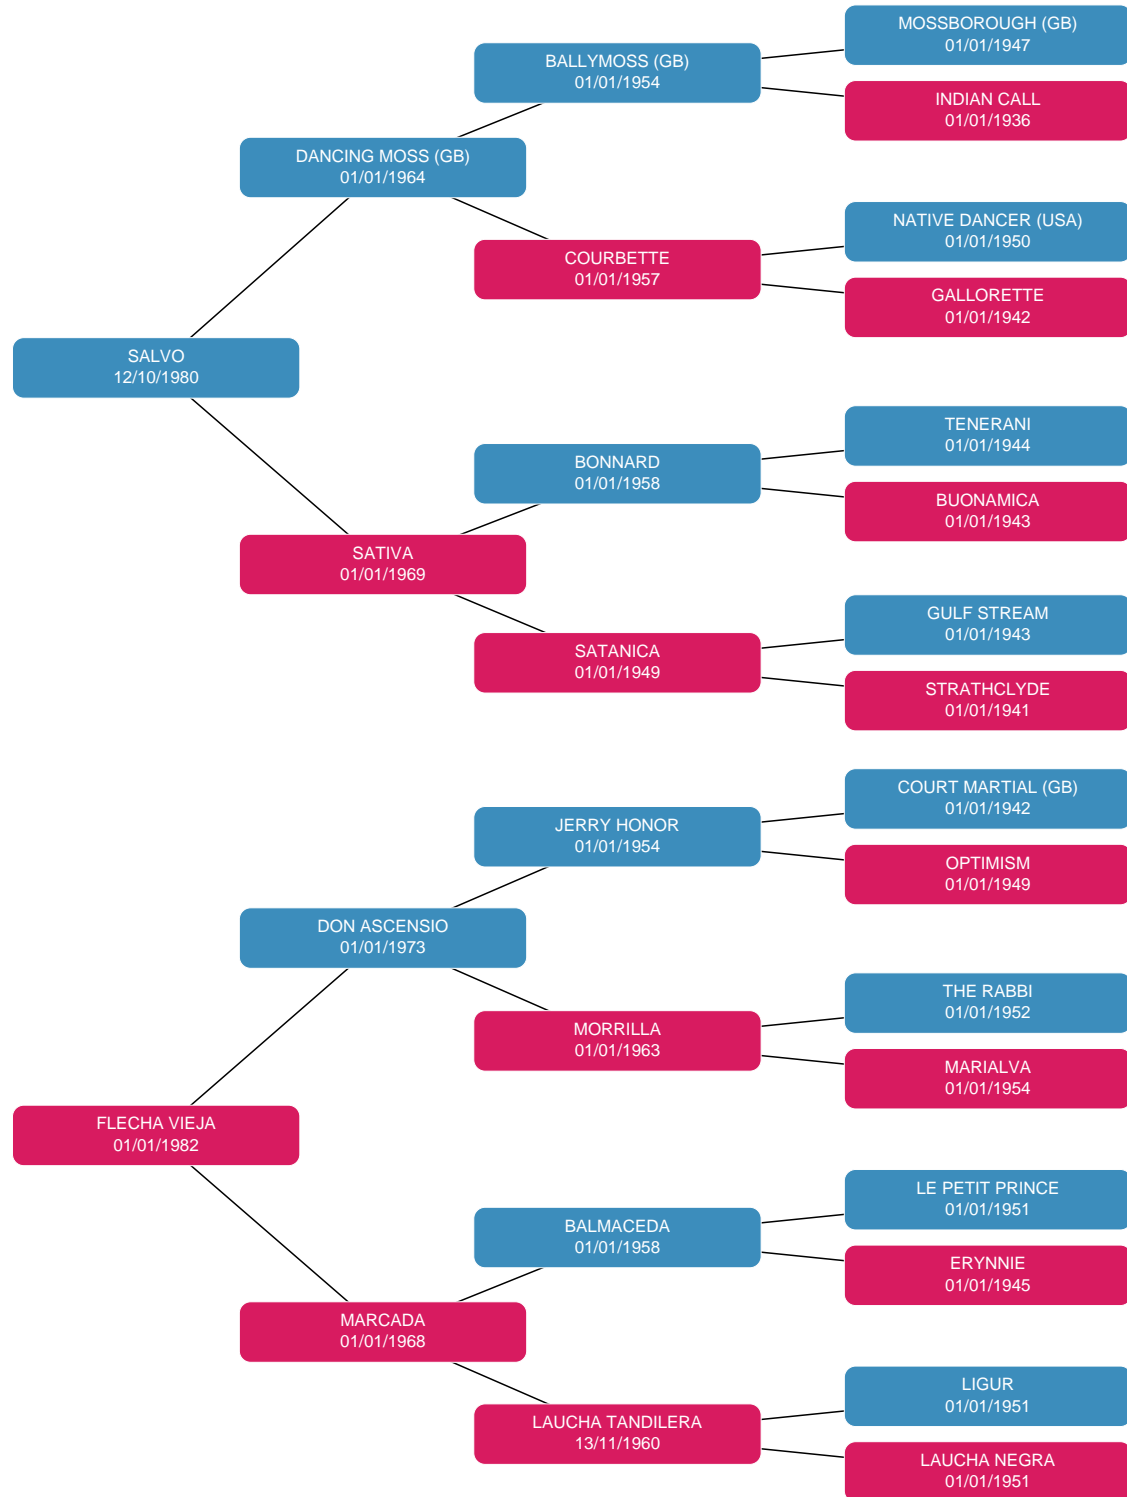 MOSSBOROUGH (GB)
01/01/1947
BALLYMOSS (GB)
01/01/1954
INDIAN CALL
01/01/1936
DANCING MOSS (GB)
01/01/1964
NATIVE DANCER (USA)
01/01/1950
COURBETTE
01/01/1957
GALLORETTE
01/01/1942
SALVO
12/10/1980
TENERANI
01/01/1944
BONNARD
01/01/1958
BUONAMICA
01/01/1943
SATIVA
01/01/1969
GULF STREAM
01/01/1943
SATANICA
01/01/1949
STRATHCLYDE
01/01/1941
COURT MARTIAL (GB)
01/01/1942
JERRY HONOR
01/01/1954
OPTIMISM
01/01/1949
DON ASCENSIO
01/01/1973
THE RABBI
01/01/1952
MORRILLA
01/01/1963
MARIALVA
01/01/1954
FLECHA VIEJA
01/01/1982
LE PETIT PRINCE
01/01/1951
BALMACEDA
01/01/1958
ERYNNIE
01/01/1945
MARCADA
01/01/1968
LIGUR
01/01/1951
LAUCHA TANDILERA
13/11/1960
LAUCHA NEGRA
01/01/1951